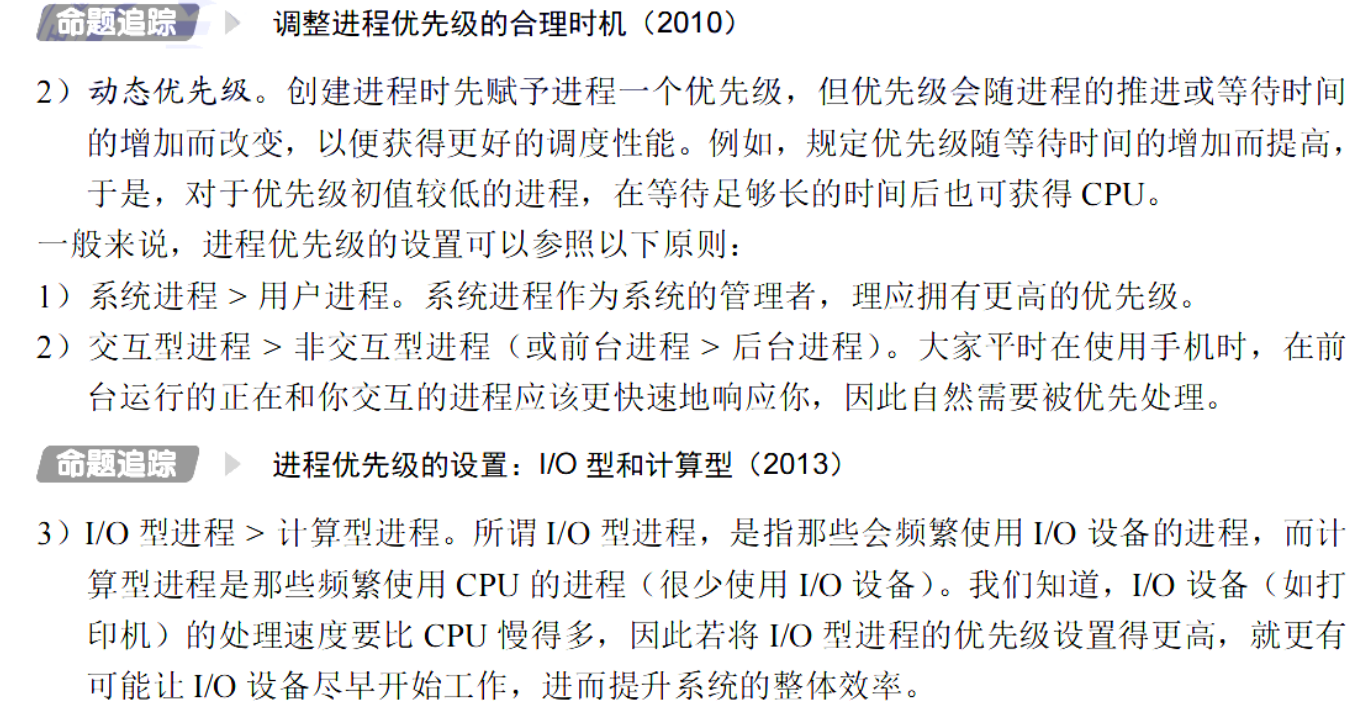 命题追踪 调整进程优先级的合理时机（2010）
2）动态优先级。创建进程时先赋予进程一个优先级，但优先级会随进程的推进或等待时间
的增加而改变，以便获得更好的调度性能。例如，规定优先级随等待时间的增加而提高，
于是，对于优先级初值较低的进程，在等待足够长的时间后也可获得 CPU。
一般来说，进程优先级的设置可以参照以下原则：
1）系统进程 > 用户进程。系统进程作为系统的管理者，理应拥有更高的优先级。
2）交互型进程 > 非交互型进程（或前台进程 > 后台进程）。大家平时在使用手机时，在前
台运行的正在和你交互的进程应该更快速地响应你，因此自然需要被优先处理。
命题追踪 进程优先级的设置：I/O 型和计算型（2013）
3）I/O 型进程 > 计算型进程。所谓 I/O 型进程，是指那些会频繁使用 I/O 设备的进程，而计
算型进程是那些频繁使用 CPU 的进程（很少使用 I/O 设备）。我们知道，I/O 设备（如打
印机）的处理速度要比 CPU 慢得多，因此若将 I/O 型进程的优先级设置得更高，就更有
可能让 I/O 设备尽早开始工作，进而提升系统的整体效率。